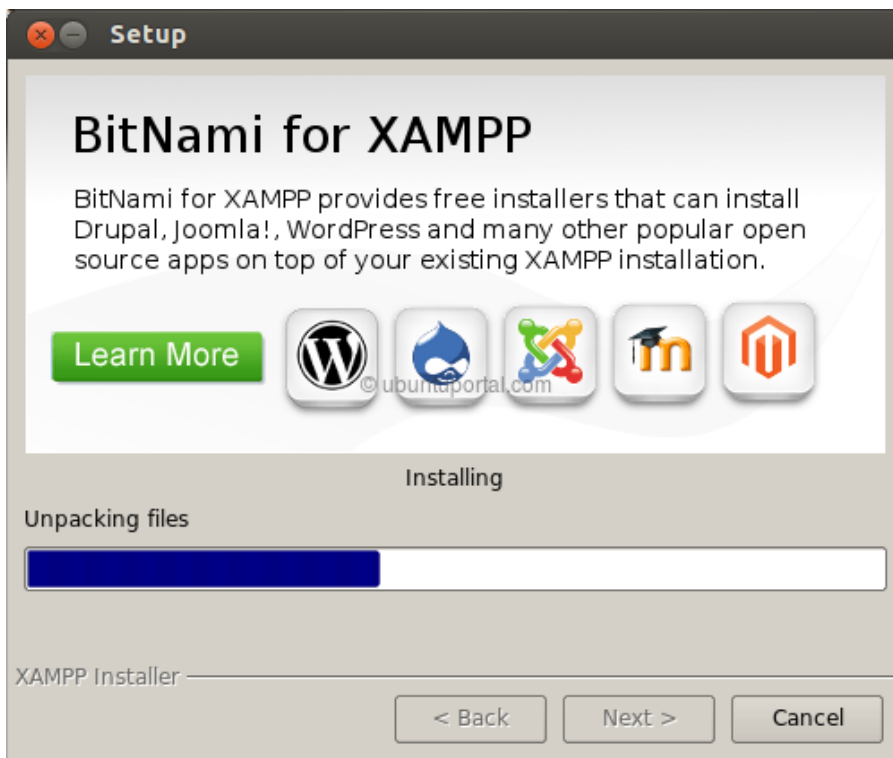 Setup
BitNami for XAMPP
BitNami for XAMPP provides free installers that can install
Drupal, Joomla!, WordPress and many other popular open
source apps on top of your existing XAMPP installation.
Learn More
© ubuntuportal.com
Installing
Unpacking files
XAMPP Installer
< Back
Next >
Cancel